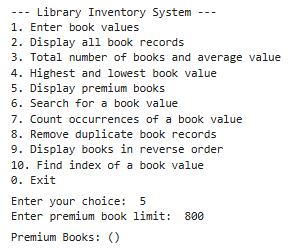 --- Library Inventory System ---
1. Enter book values
2. Display all book records
3. Total number of books and average value
4. Highest and lowest book value
5. Display premium books
6. Search for a book value
7. Count occurrences of a book value
8. Remove duplicate book records
9. Display books in reverse order
10. Find index of a book value
0. Exit
Enter your choice:  5
Enter premium book limit:  800
Premium Books: ()